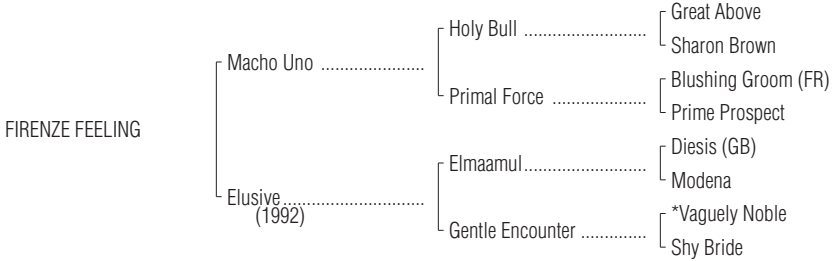 Great Above
Holy Bull ..........................
Sharon Brown
Macho Uno ......................
Blushing Groom (FR)
Primal Force ....................
Prime Prospect
FIRENZE FEELING
Diesis (GB)
Elmaamul..........................
Modena
Elusive..............................
(1992)
*Vaguely Noble
Gentle Encounter ..............
Shy Bride